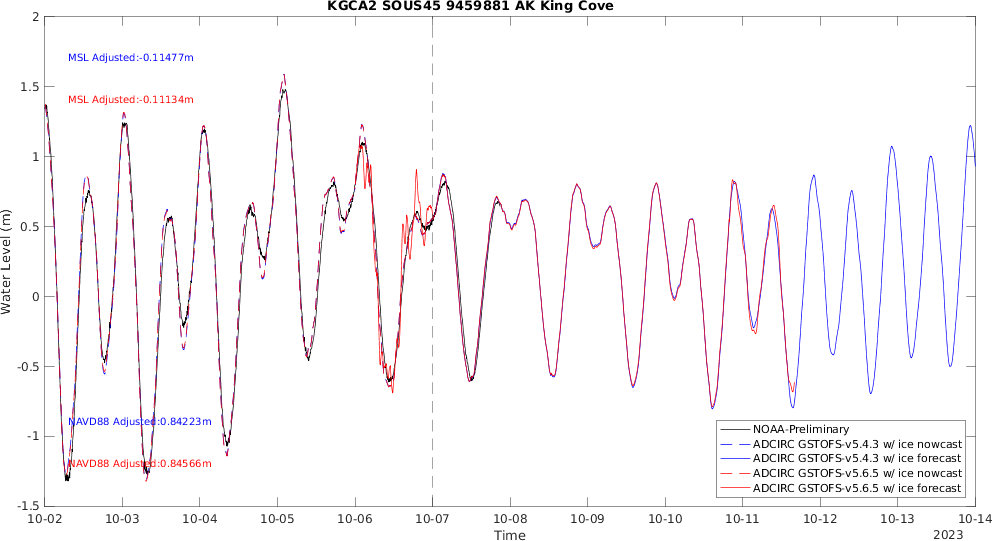 KGCA2 SOUS45 9459881 AK King Cove
2
1.5
1
0.5
0
-0.5
-1
-1.5
Water Level (m)
MSL Adjusted:-0.11477m
MSL Adjusted:-0.11134m
NAVD88 Adjusted:0.84223m
NAVD88 Adjusted:0.84566m
NOAA-Preliminary
ADCIRC GSTOFS-v5.4.3 w/ ice nowcast
ADCIRC GSTOFS-v5.4.3 w/ ice forecast
ADCIRC GSTOFS-v5.6.5 w/ ice nowcast
ADCIRC GSTOFS-v5.6.5 w/ ice forecast
10-02 10-03 10-04 10-05 10-06 10-07 10-08 10-09 10-10 10-11 10-12 10-13 10-14
Time
2023